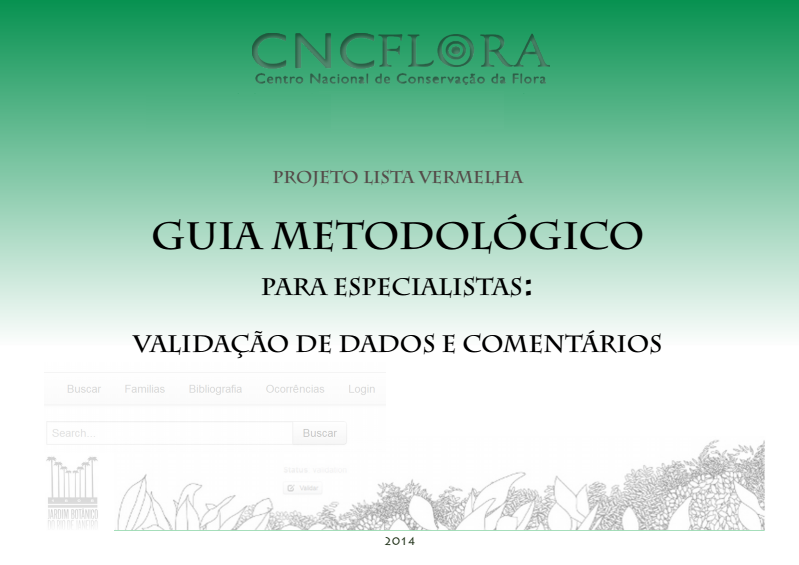 CNCFLORA
Centro Nacional de Conservação da Flora
PROJETO LISTA VERMELHA
GUIA METODOLÓGICO
PARA ESPECIALISTAS:
VALIDAÇÃO DE DADOS E COMENTÁRIOS
Buscar Famílias Bibliografia Ocorrências Login
Search... Buscar
Validar
JARDIM BOTÂNICO
DO RIO DE JANEIRO
2014